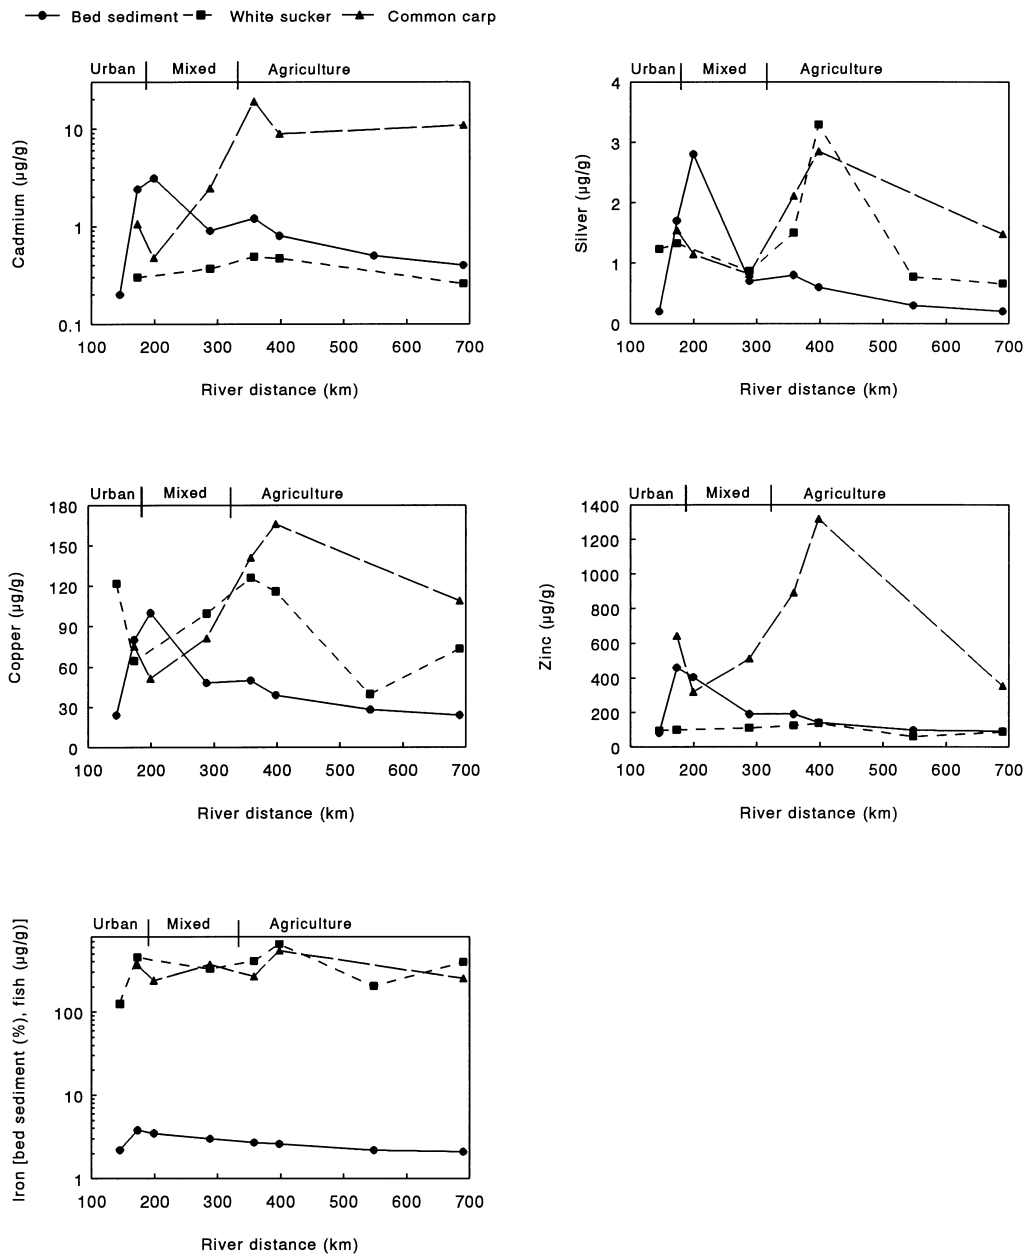 Bed sediment White sucker Common carp
Urban Mixed Agriculture
Cadmium (µg/g)
10
1
0.1
100 200 300 400 500 600 700
River distance (km)
Urban Mixed Agriculture
Silver (µg/g)
4
3
2
1
0
100 200 300 400 500 600 700
River distance (km)
Urban Mixed Agriculture
Copper (µg/g)
180
150
120
90
60
30
0
100 200 300 400 500 600 700
River distance (km)
Urban Mixed Agriculture
Zinc (µg/g)
1400
1200
1000
800
600
400
200
0
100 200 300 400 500 600 700
River distance (km)
Urban Mixed Agriculture
Iron [bed sediment (%), fish (µg/g)]
100
10
1
100 200 300 400 500 600 700
River distance (km)